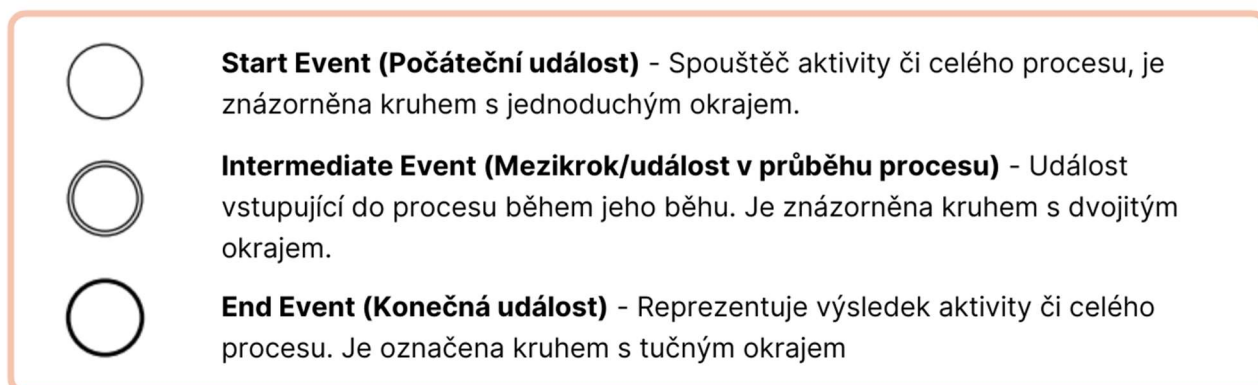 Start Event (Počáteční událost) - Spouštěč aktivity či celého procesu, je
znázorněna kruhem s jednoduchým okrajem.
Intermediate Event (Mezikrok/událost v průběhu procesu) - Událost
vstupující do procesu během jeho běhu. Je znázorněna kruhem s dvojitým
okrajem.
End Event (Konečná událost) - Reprezentuje výsledek aktivity či celého
procesu. Je označena kruhem s tučným okrajem